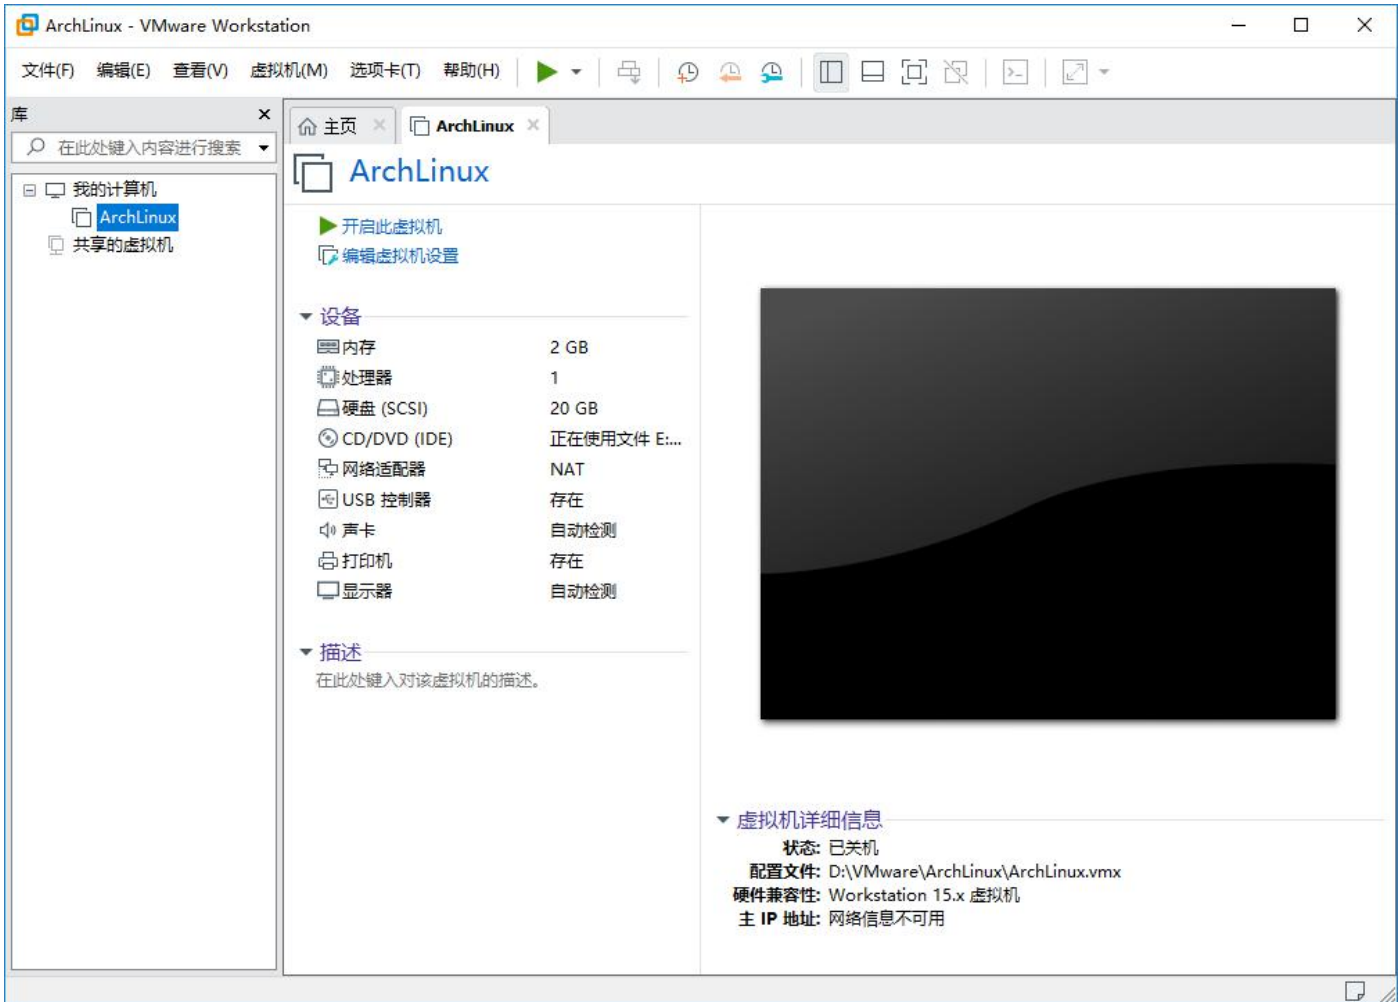 ArchLinux - VMware Workstation
文件(F) 编辑(E) 查看(V) 虚拟机(M) 选项卡(T) 帮助(H)
库
在此处键入内容进行搜索
我的计算机
ArchLinux
共享的虚拟机
主页 ArchLinux
ArchLinux
开启此虚拟机
编辑虚拟机设置
设备
内存 2 GB
处理器 1
硬盘 (SCSI) 20 GB
CD/DVD (IDE) 正在使用文件 E:...
网络适配器 NAT
USB 控制器 存在
声卡 自动检测
打印机 存在
显示器 自动检测
描述
在此处键入对该虚拟机的描述。
虚拟机详细信息
状态: 已关机
配置文件: D:\VMware\ArchLinux\ArchLinux.vmx
硬件兼容性: Workstation 15.x 虚拟机
主 IP 地址: 网络信息不可用